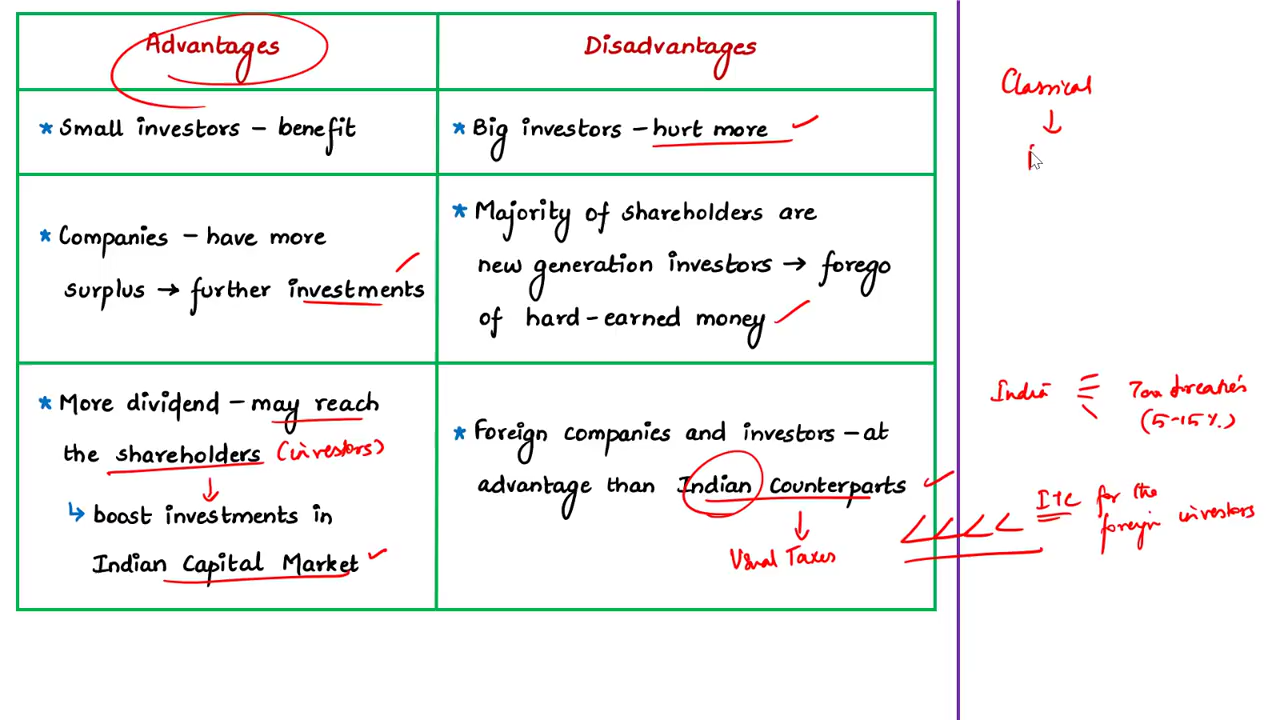 Advantages
Disadvantages
* Small investors - benefit
* Big investors - hurt more
* Companies - have more
surplus → further investments
* Majority of shareholders are
new generation investors → forego
of hard-earned money
* More dividend - may reach
the shareholders (investors)
boost investments in
Indian Capital Market
* Foreign companies and investors - at
advantage than Indian Counterparts
Usual Taxes
Classical
↓
India
(5-15%)
ITC for the
foreign investors